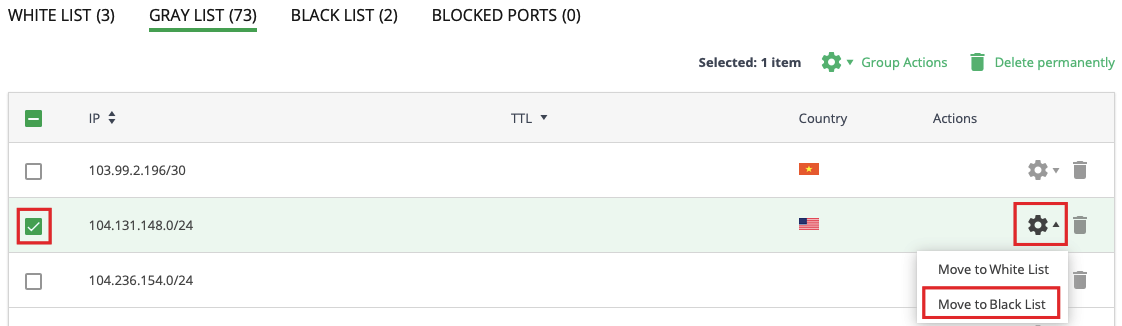 WHITE LIST (3) GRAY LIST (73) BLACK LIST (2) BLOCKED PORTS (0)
Selected: 1 item Group Actions Delete permanently
IP TTL Country Actions
103.99.2.196/30
104.131.148.0/24
104.236.154.0/24
Move to White List
Move to Black List